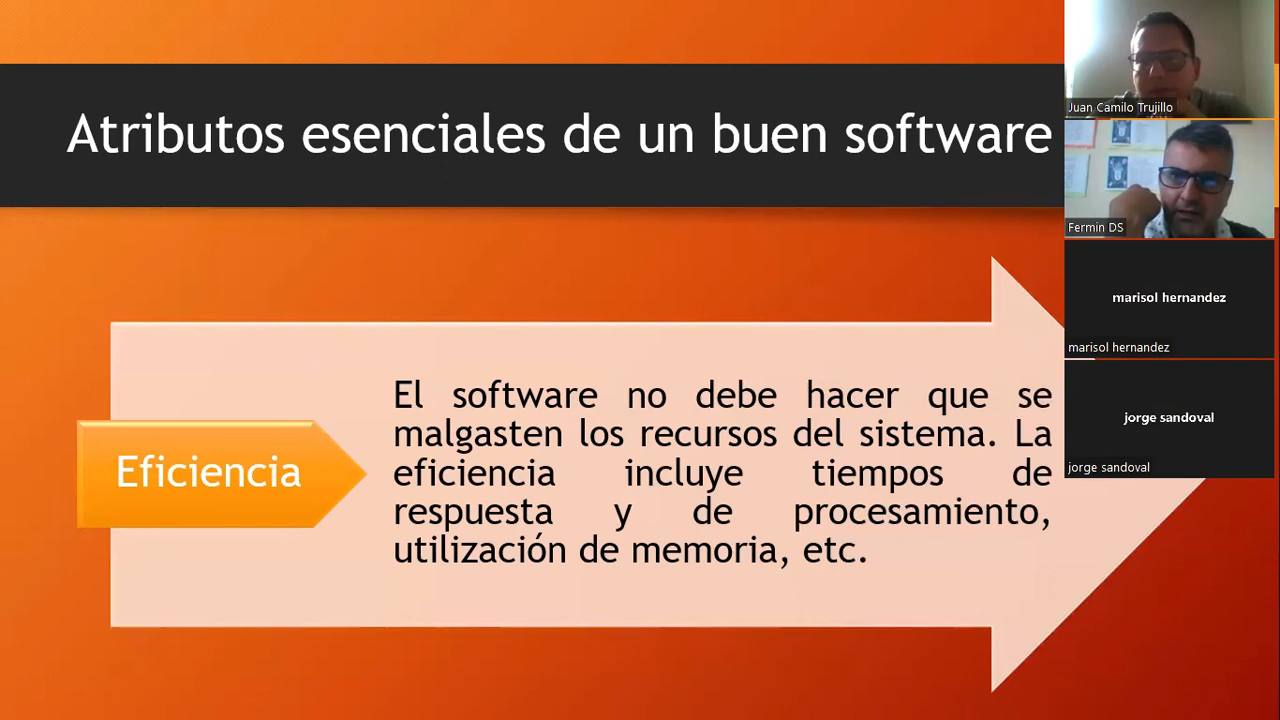 Atributos esenciales de un buen software
Eficiencia
El software no debe hacer que se
malgasten los recursos del sistema. La
eficiencia incluye tiempos de
respuesta y de procesamiento,
utilización de memoria, etc.
Juan Camilo Trujillo
Fermin DS
marisol hernandez
marisol hernandez
jorge sandoval
jorge sandoval